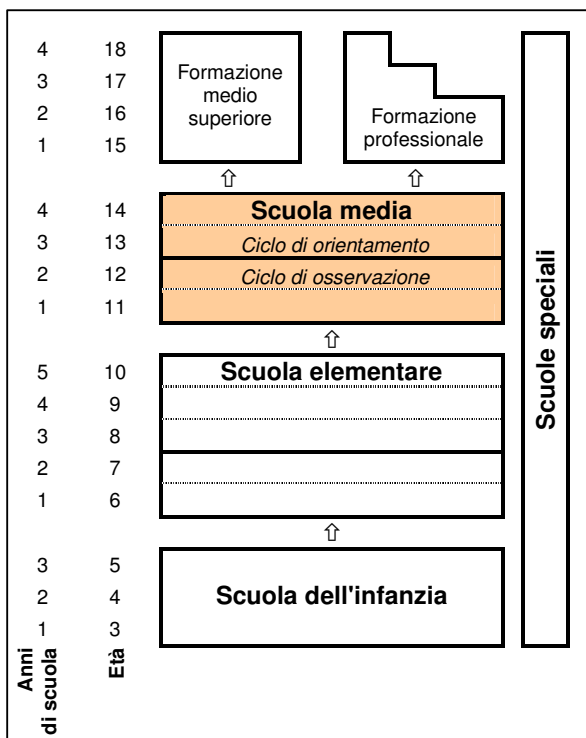 4 18
3 17
2 16
1 15
Formazione
medio
superiore
Formazione
professionale
⇧ ⇧
4 14 Scuola media
3 13 Ciclo di orientamento
2 12 Ciclo di osservazione
1 11
⇧
5 10 Scuola elementare
4 9
3 8
2 7
1 6
⇧
3 5
2 4 Scuola dell'infanzia
1 3
Anni
di scuola
Età
Scuole speciali